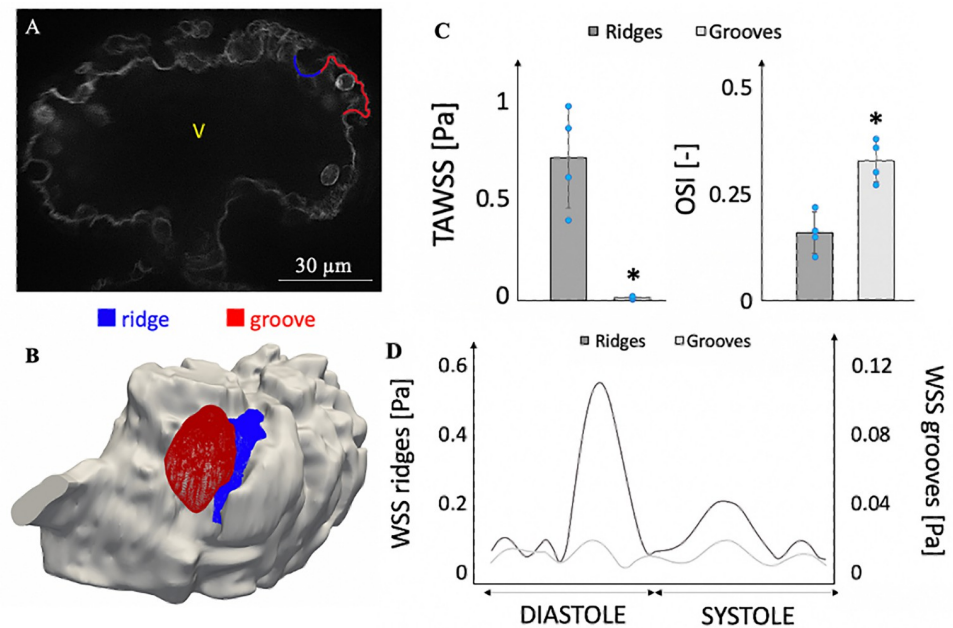 A
V
30 µm
ridge
groove
B
C
Ridges
Grooves
TAWSS [Pa]
1
0.5
0
*
OSI [-]
0.5
0.25
0
*
D
Ridges
Grooves
WSS ridges [Pa]
0.6
0.4
0.2
0
0.12
0.08
0.04
0
WSS grooves [Pa]
DIASTOLE
SYSTOLE